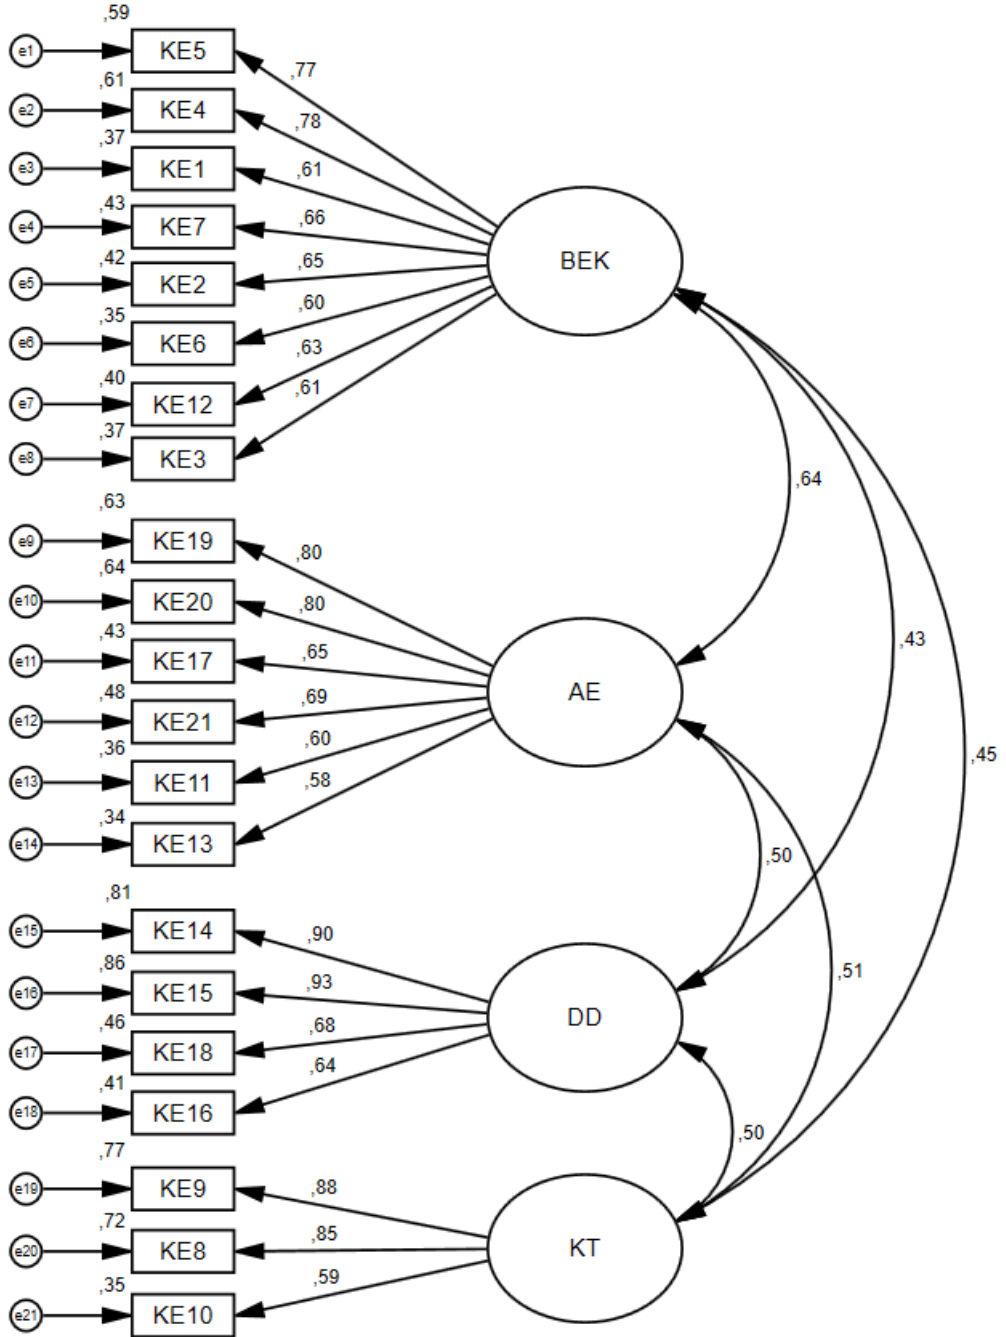 ,59
e1 KE5 ,77
,61
e2 KE4 ,78
,37
e3 KE1 ,61
,43
e4 KE7 ,66
BEK
,42
e5 KE2 ,65
,35
e6 KE6 ,60
,40
e7 KE12 ,63
,37
e8 KE3 ,61
,64
,63
e9 KE19 ,80
,64
e10 KE20 ,80
,43
e11 KE17 ,65
,43
,48
e12 KE21 ,69
AE
,36
e13 KE11 ,60
,45
,34
e14 KE13 ,58
,50
,81
e15 KE14 ,90
,51
,86
e16 KE15 ,93
DD
,46
e17 KE18 ,68
,41
e18 KE16 ,64
,50
,77
e19 KE9 ,88
,72
e20 KE8 ,85
KT
,35
e21 KE10 ,59